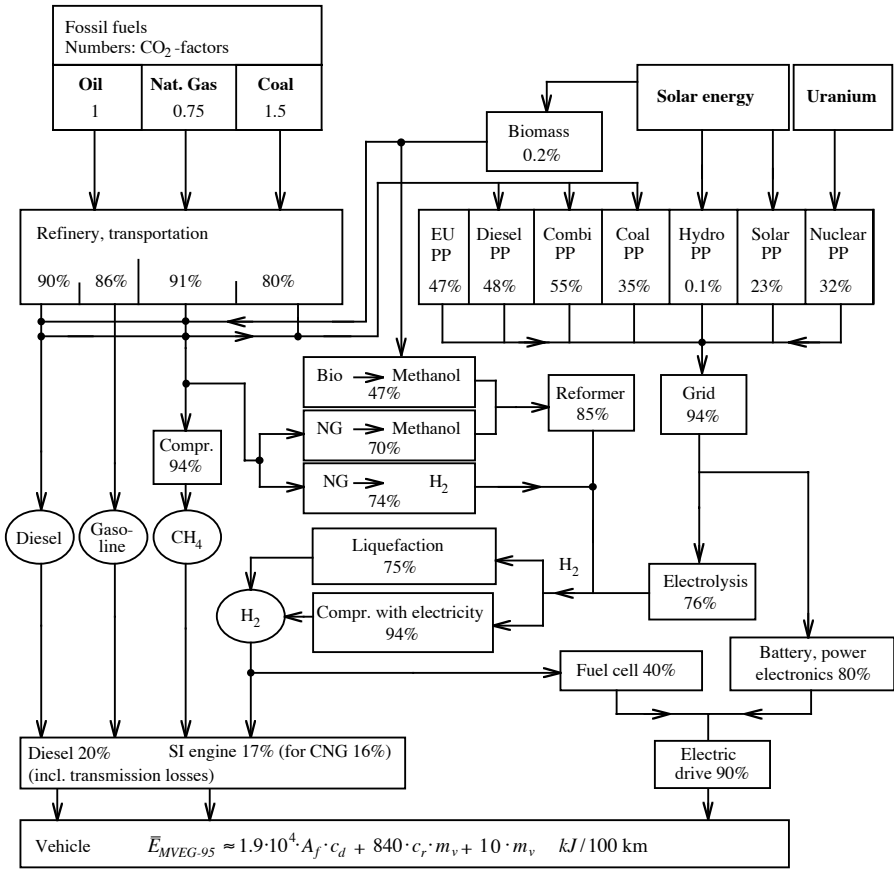 Fossil fuels
Numbers: CO₂-factors
Oil
1
Nat. Gas
0.75
Coal
1.5
Solar energy
Uranium
Biomass
0.2%
Refinery, transportation
90% 86% 91% 80%
EU
PP
47%
Diesel
PP
48%
Combi
PP
55%
Coal
PP
35%
Hydro
PP
0.1%
Solar
PP
23%
Nuclear
PP
32%
Bio Methanol
47%
Reformer
85%
Grid
94%
NG Methanol
70%
Compr.
94%
NG H₂
74%
Diesel
Gaso-
line
CH₄
Liquefaction
75%
H₂
Electrolysis
76%
H₂
Compr. with electricity
94%
Battery, power
electronics 80%
Fuel cell 40%
Diesel 20% SI engine 17% (for CNG 16%)
(incl. transmission losses)
Electric
drive 90%
Vehicle E̅_MVEG-95 ≈ 1.9·10⁴·A_f·c_d + 840·c_r·m_v + 10·m_v kJ/100 km